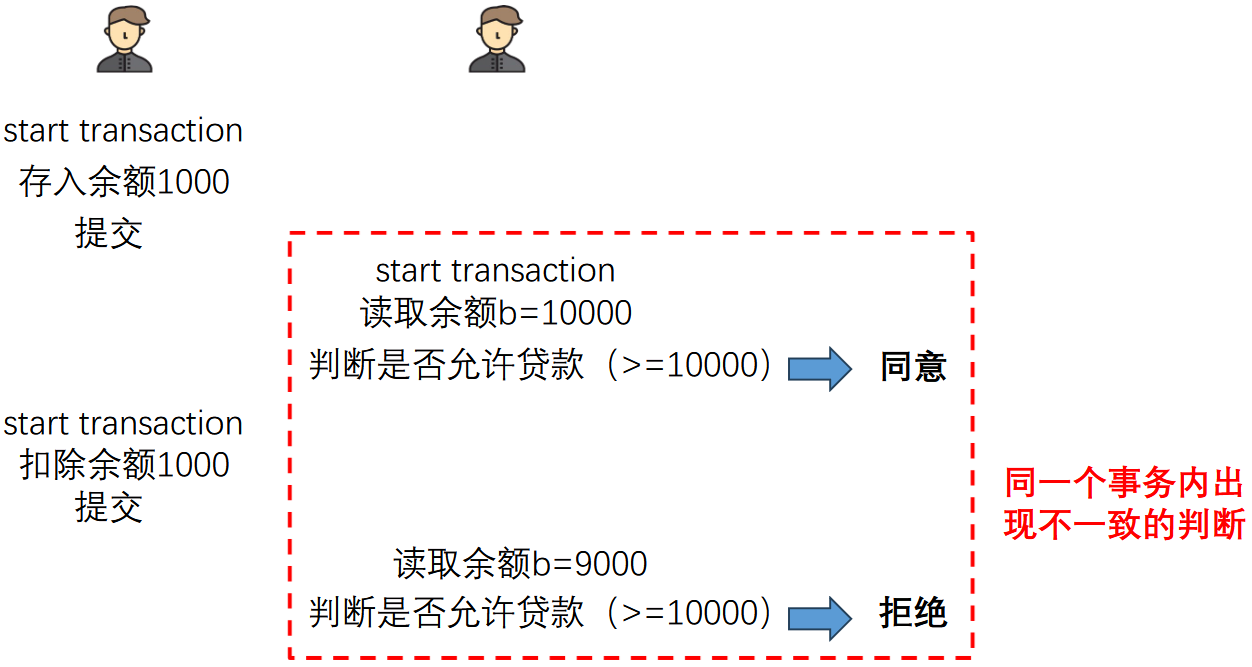 start transaction
存入余额1000
提交
start transaction
读取余额b=10000
判断是否允许贷款（>=10000）
同意
start transaction
扣除余额1000
提交
同一个事务内出
现不一致的判断
读取余额b=9000
判断是否允许贷款（>=10000）
拒绝